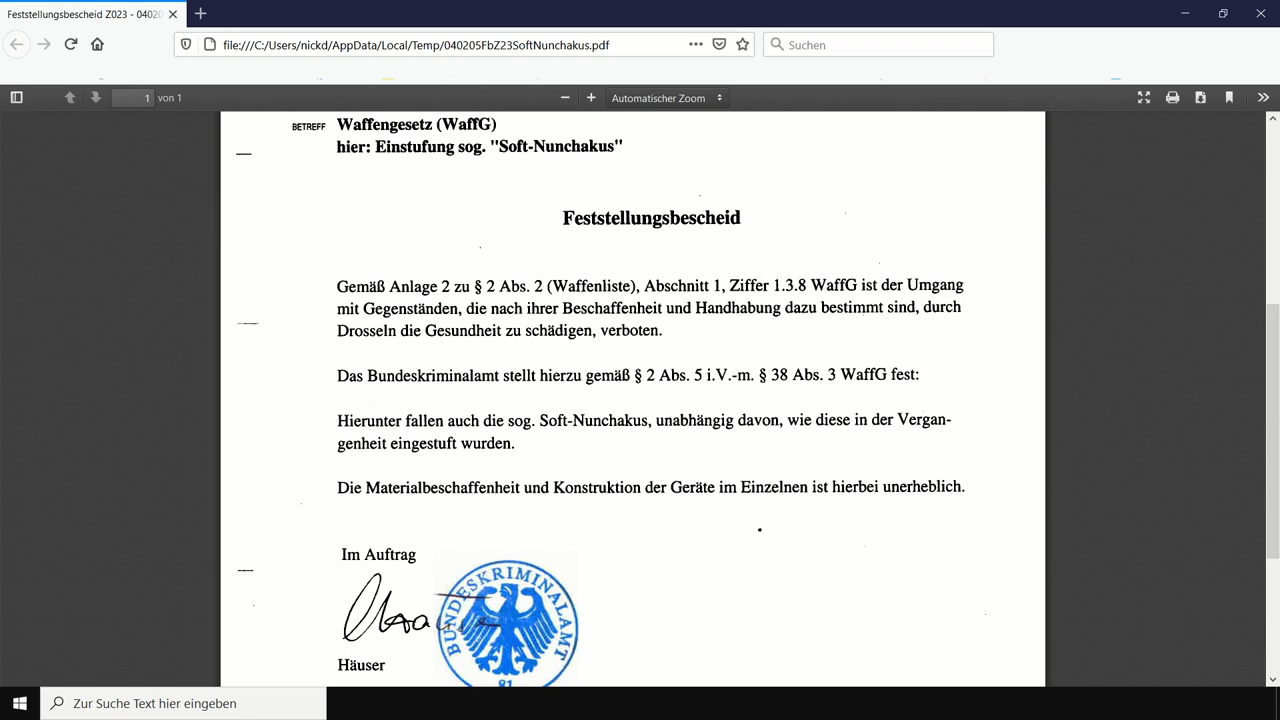 Feststellungsbescheid Z023 - 04020
file:///C:/Users/nickd/AppData/Local/Temp/040205FbZ23SoftNunchakus.pdf
Suchen
1 von 1
Automatischer Zoom
BETREFF Waffengesetz (WaffG)
hier: Einstufung sog. "Soft-Nunchakus"
Feststellungsbescheid
Gemäß Anlage 2 zu § 2 Abs. 2 (Waffenliste), Abschnitt 1, Ziffer 1.3.8 WaffG ist der Umgang
mit Gegenständen, die nach ihrer Beschaffenheit und Handhabung dazu bestimmt sind, durch
Drosseln die Gesundheit zu schädigen, verboten.
Das Bundeskriminalamt stellt hierzu gemäß § 2 Abs. 5 i.V.-m. § 38 Abs. 3 WaffG fest:
Hierunter fallen auch die sog. Soft-Nunchakus, unabhängig davon, wie diese in der Vergan-
genheit eingestuft wurden.
Die Materialbeschaffenheit und Konstruktion der Geräte im Einzelnen ist hierbei unerheblich.
Im Auftrag
BUNDESKRIMINALAMT
81
Häuser
Zur Suche Text hier eingeben